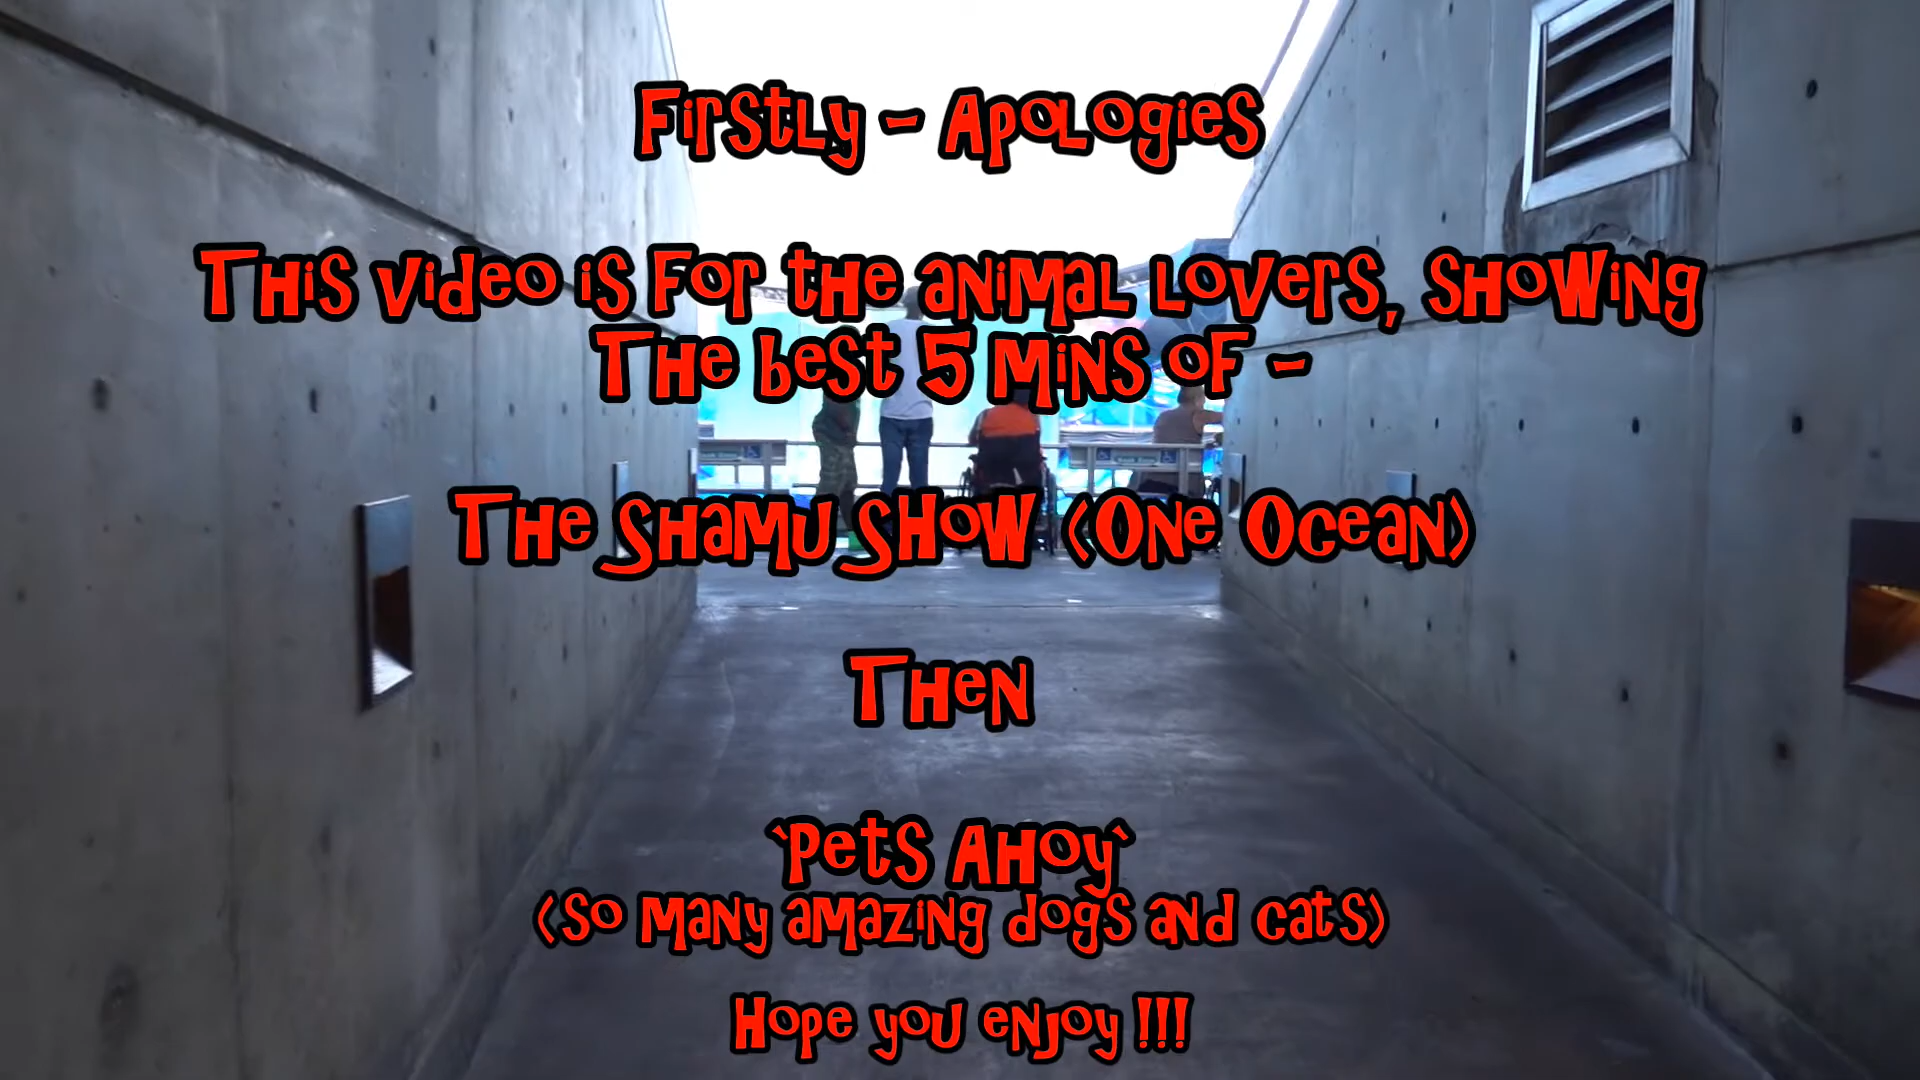 Firstly - Apologies
This video is for the animal lovers, showing
The best 5 mins of -
The Shamu Show (One Ocean)
Then
`Pets Ahoy`
(so many amazing dogs and cats)
Hope you enjoy !!!